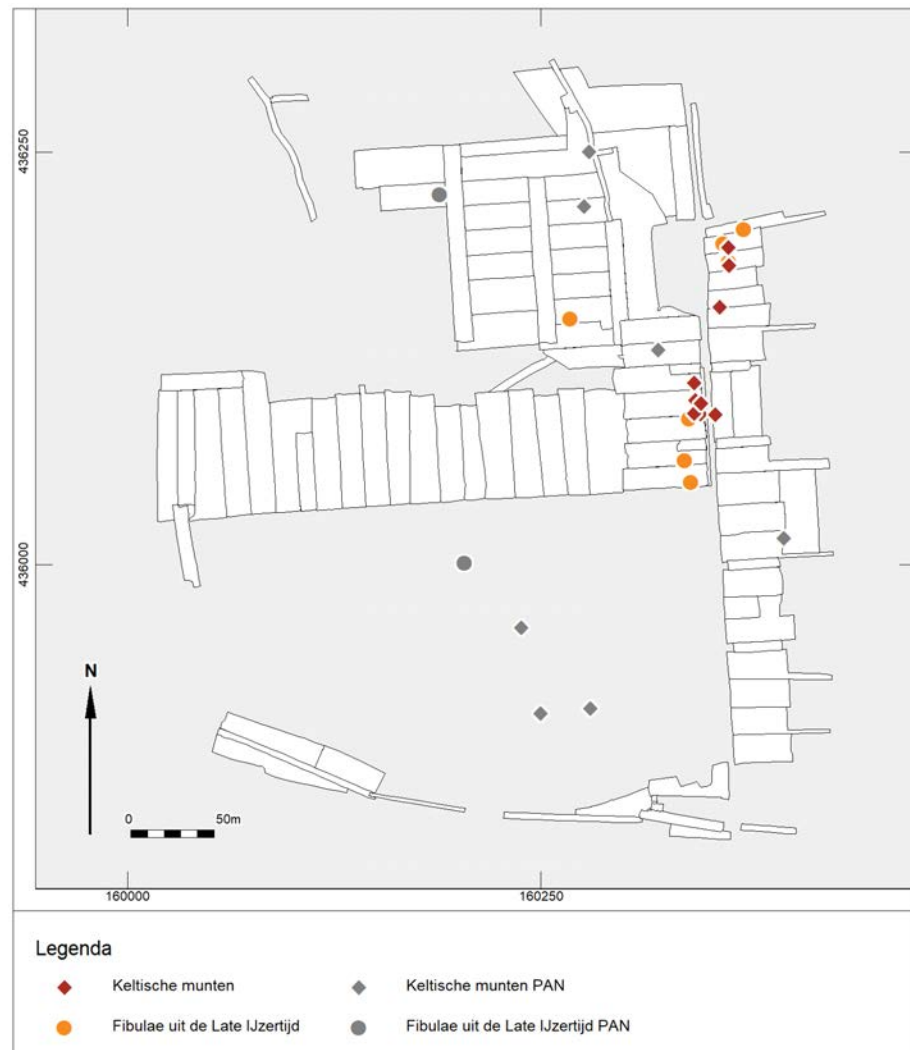 436250
436000
N
0 50m
160000 160250
Legenda
Keltische munten Keltische munten PAN
Fibulae uit de Late IJzertijd Fibulae uit de Late IJzertijd PAN